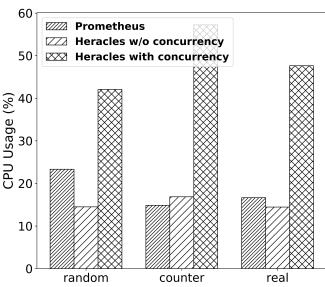 Prometheus
Heracles w/o concurrency
Heracles with concurrency
CPU Usage (%)
60
50
40
30
20
10
0
random counter real